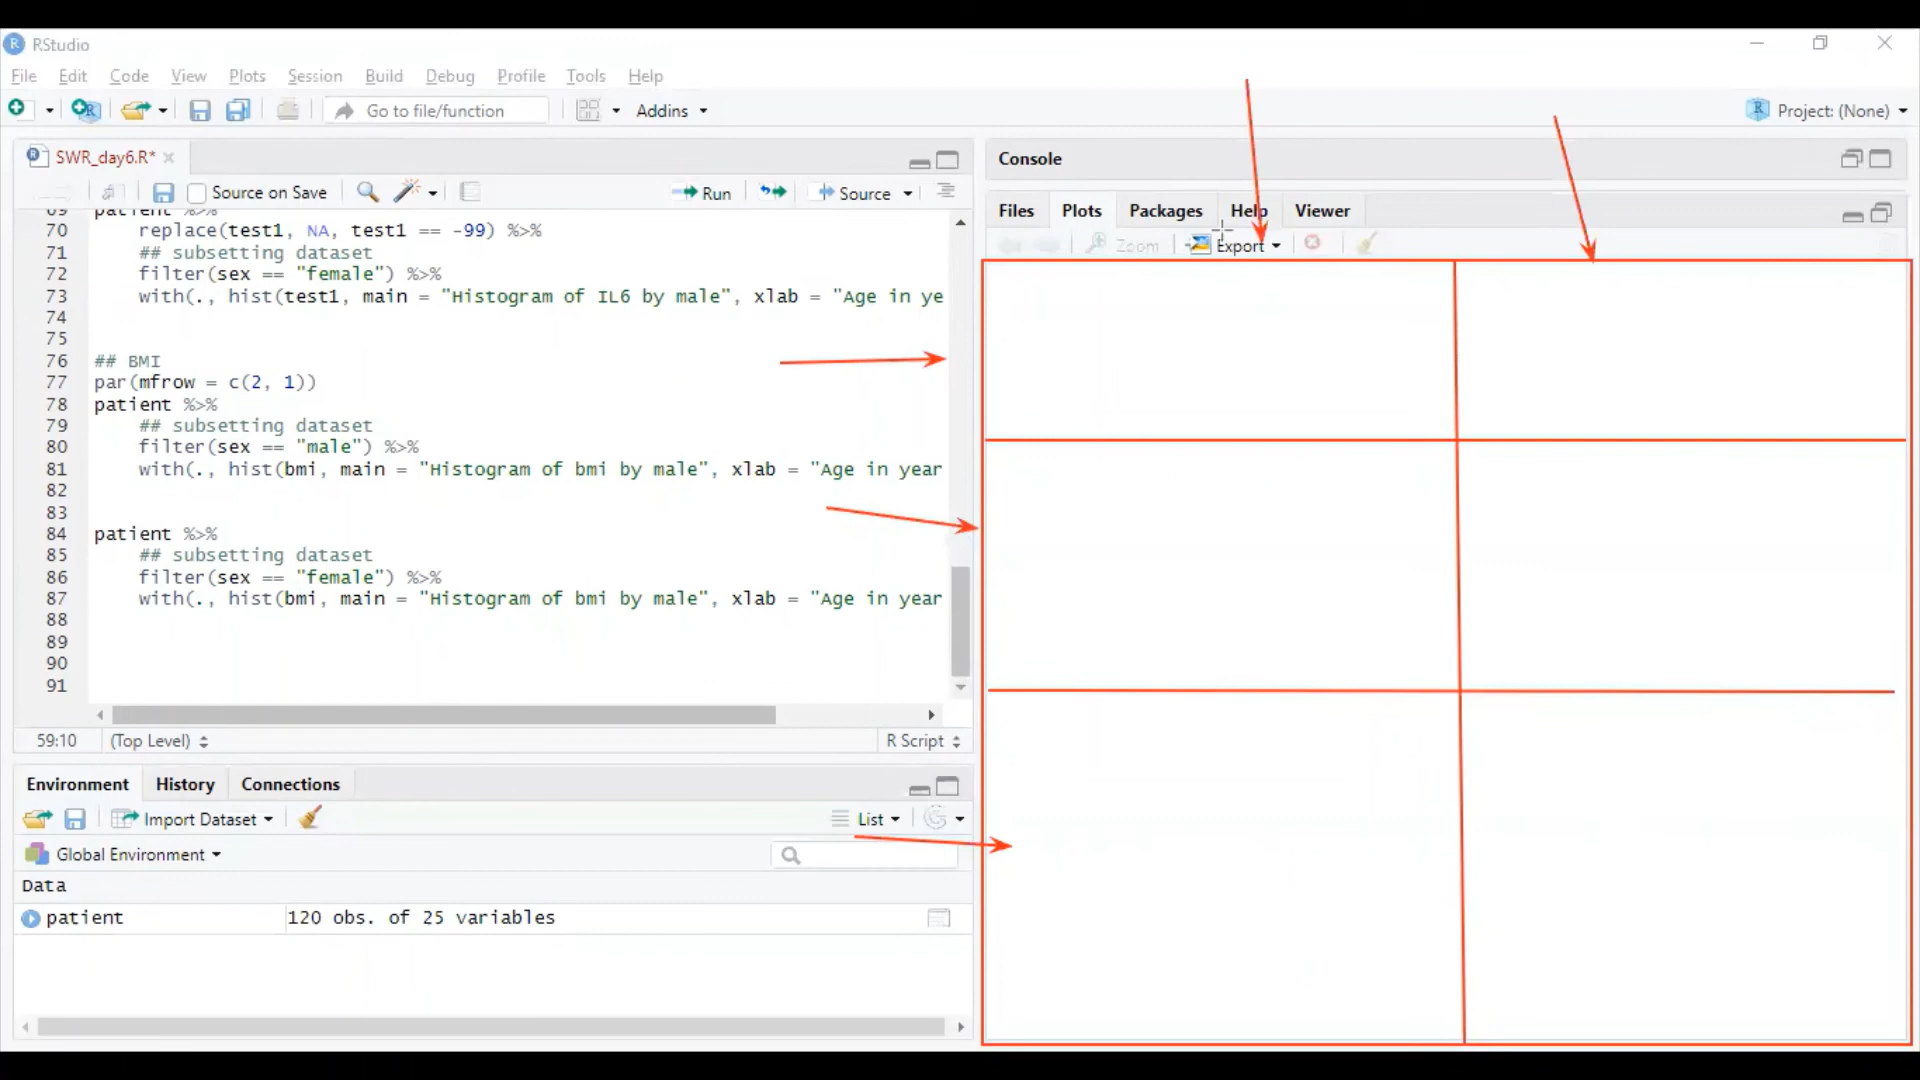 RStudio
File Edit Code View Plots Session Build Debug Profile Tools Help
Go to file/function Addins Project: (None)
SWR_day6.R*
Source on Save Run Source
69 patient %>%
70 replace(test1, NA, test1 == -99) %>%
71 ## subsetting dataset
72 filter(sex == "female") %>%
73 with(., hist(test1, main = "Histogram of IL6 by male", xlab = "Age in ye
74
75
76 ## BMI
77 par(mfrow = c(2, 1))
78 patient %>%
79 ## subsetting dataset
80 filter(sex == "male") %>%
81 with(., hist(bmi, main = "Histogram of bmi by male", xlab = "Age in year
82
83
84 patient %>%
85 ## subsetting dataset
86 filter(sex == "female") %>%
87 with(., hist(bmi, main = "Histogram of bmi by male", xlab = "Age in year
88
89
90
91
59:10 (Top Level) R Script
Environment History Connections
Import Dataset List
Global Environment
Data
patient 120 obs. of 25 variables
Console
Files Plots Packages Help Viewer
Zoom Export